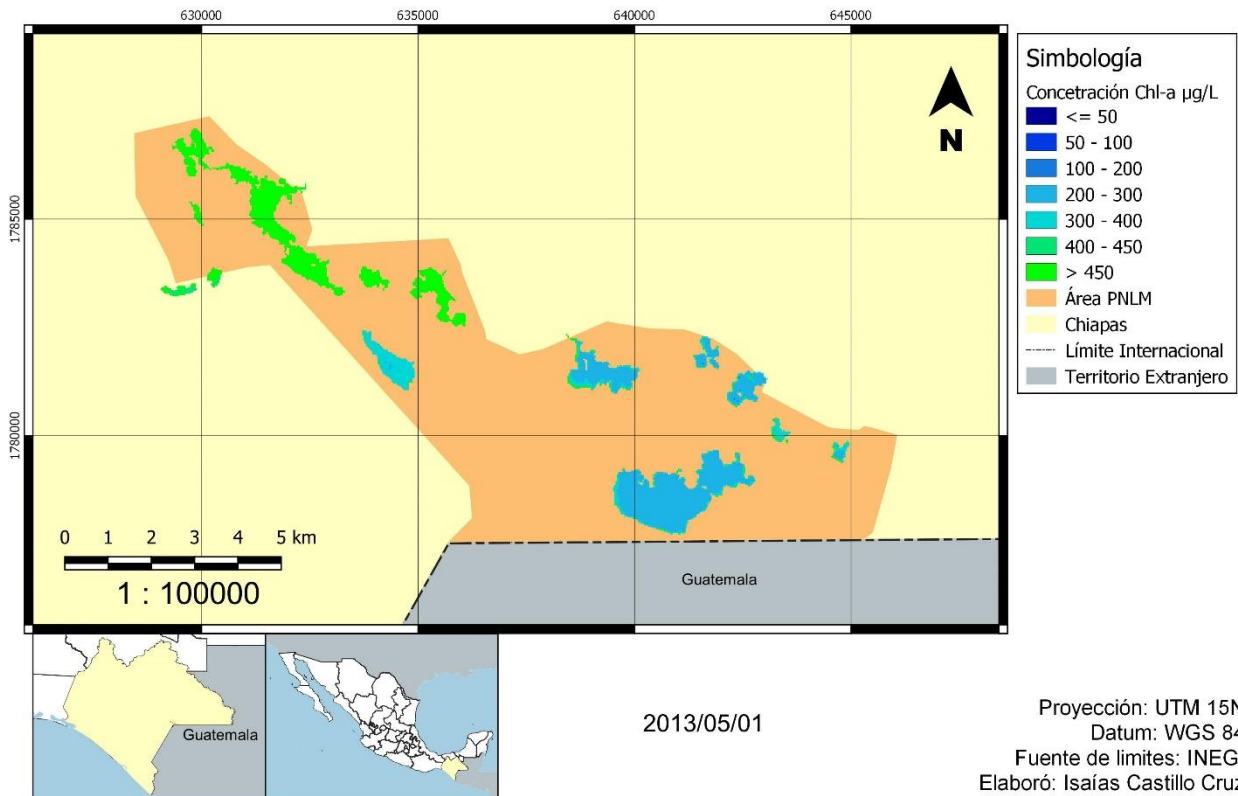 630000
635000
640000
645000
1785000
1780000
N
0 1 2 3 4 5 km
1 : 100000
Guatemala
Simbología
Concetración Chl-a µg/L
<= 50
50 - 100
100 - 200
200 - 300
300 - 400
400 - 450
> 450
Área PNLM
Chiapas
Límite Internacional
Territorio Extranjero
Guatemala
2013/05/01
Proyección: UTM 15N
Datum: WGS 84
Fuente de limites: INEG
Elaboró: Isaías Castillo Cruz